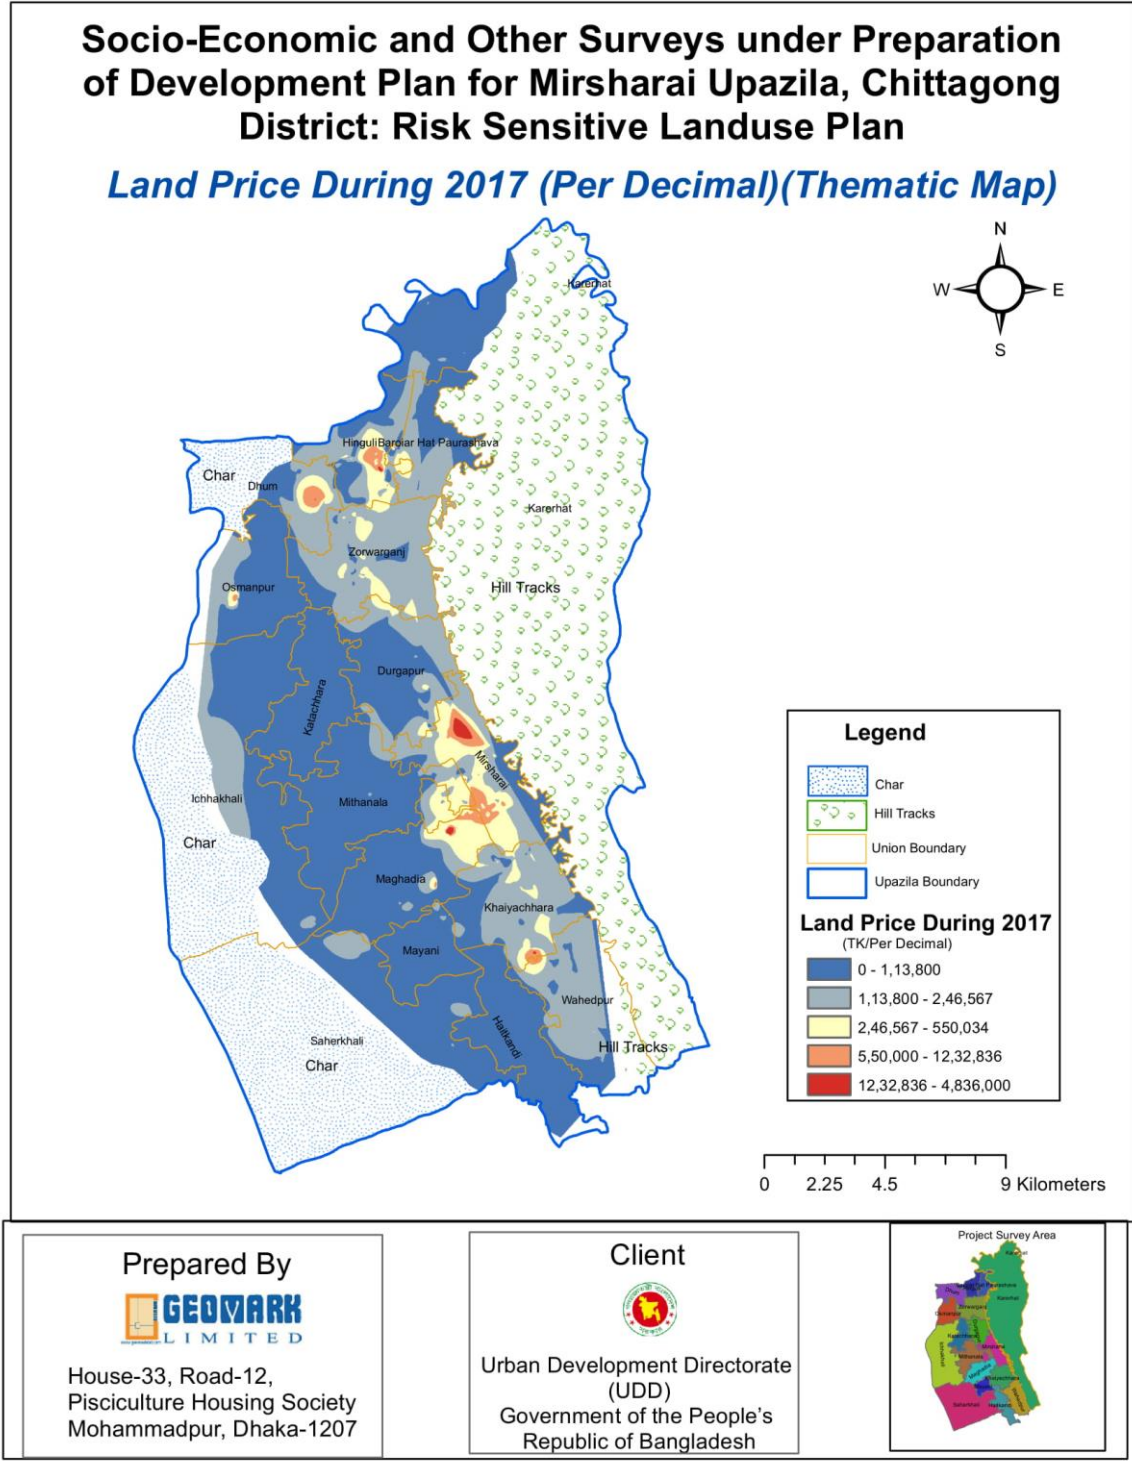 Socio-Economic and Other Surveys under Preparation
of Development Plan for Mirsharai Upazila, Chittagong
District: Risk Sensitive Landuse Plan
Land Price During 2017 (Per Decimal)(Thematic Map)
N
W
E
S
Karerhat
Hinguli
Baroiar Hat Paurashava
Char
Dhum
Karerhat
Zorwarganj
Osmanpur
Hill Tracks
Durgapur
Katachhara
Mirsharai
Ichhakhali
Mithanala
Char
Maghadia
Khaiyachhara
Mayani
Wahedpur
Haitkandi
Saherkhali
Hill Tracks
Char
Legend
Char
Hill Tracks
Union Boundary
Upazila Boundary
Land Price During 2017
(TK/Per Decimal)
0 - 1,13,800
1,13,800 - 2,46,567
2,46,567 - 550,034
5,50,000 - 12,32,836
12,32,836 - 4,836,000
0 2.25 4.5 9 Kilometers
Prepared By
GEOMARK
LIMITED
House-33, Road-12,
Pisciculture Housing Society
Mohammadpur, Dhaka-1207
Client
Urban Development Directorate
(UDD)
Government of the People's
Republic of Bangladesh
Project Survey Area
Karerhat
Karerhat